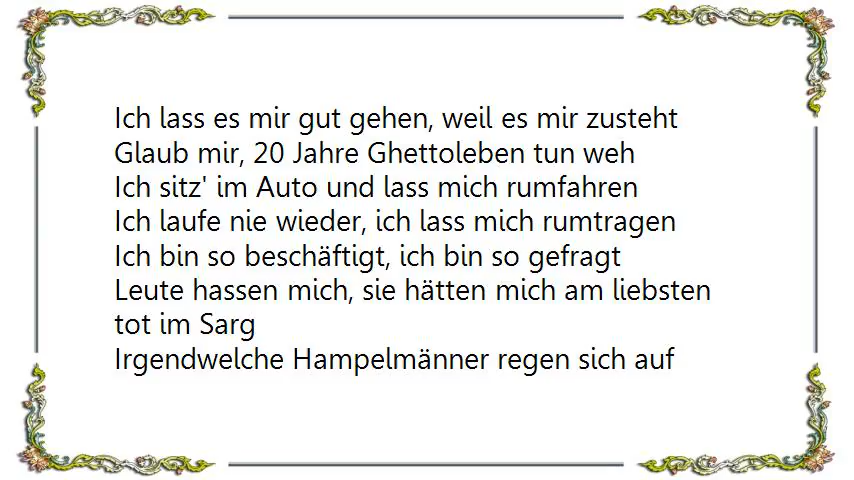 Ich lass es mir gut gehen, weil es mir zusteht
Glaub mir, 20 Jahre Ghettoleben tun weh
Ich sitz' im Auto und lass mich rumfahren
Ich laufe nie wieder, ich lass mich rumtragen
Ich bin so beschäftigt, ich bin so gefragt
Leute hassen mich, sie hätten mich am liebsten
tot im Sarg
Irgendwelche Hampelmänner regen sich auf